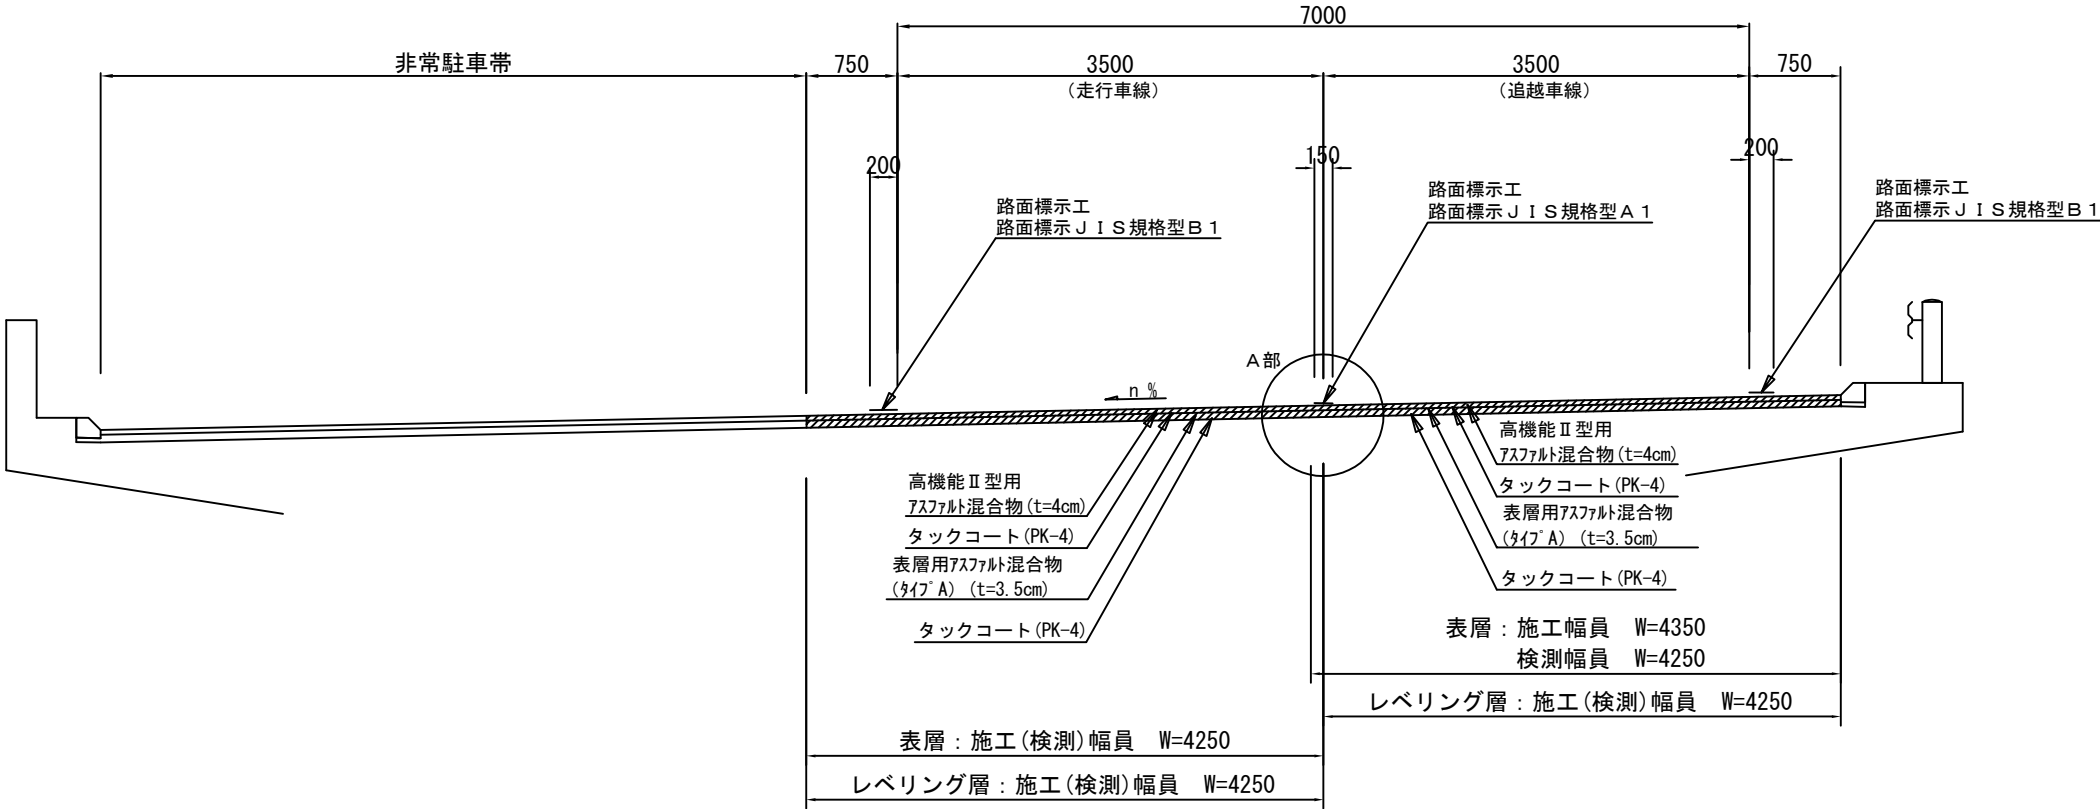 7000
非常駐車帯
750
3500
3500
750
（走行車線）
（追越車線）
200
150
200
路面標示工
路面標示ＪＩＳ規格型Ｂ１
路面標示工
路面標示ＪＩＳ規格型Ａ１
路面標示工
路面標示ＪＩＳ規格型Ｂ１
A部
n %
高機能Ⅱ型用
ｱｽﾌｧﾙﾄ混合物(t=4cm)
タックコート(PK-4)
表層用ｱｽﾌｧﾙﾄ混合物
(ﾀｲﾌﾟA) (t=3.5cm)
タックコート(PK-4)
高機能Ⅱ型用
ｱｽﾌｧﾙﾄ混合物(t=4cm)
タックコート(PK-4)
表層用ｱｽﾌｧﾙﾄ混合物
(ﾀｲﾌﾟA) (t=3.5cm)
タックコート(PK-4)
表層：施工幅員　W=4350
検測幅員　W=4250
レベリング層：施工(検測)幅員　W=4250
表層：施工(検測)幅員　W=4250
レベリング層：施工(検測)幅員　W=4250